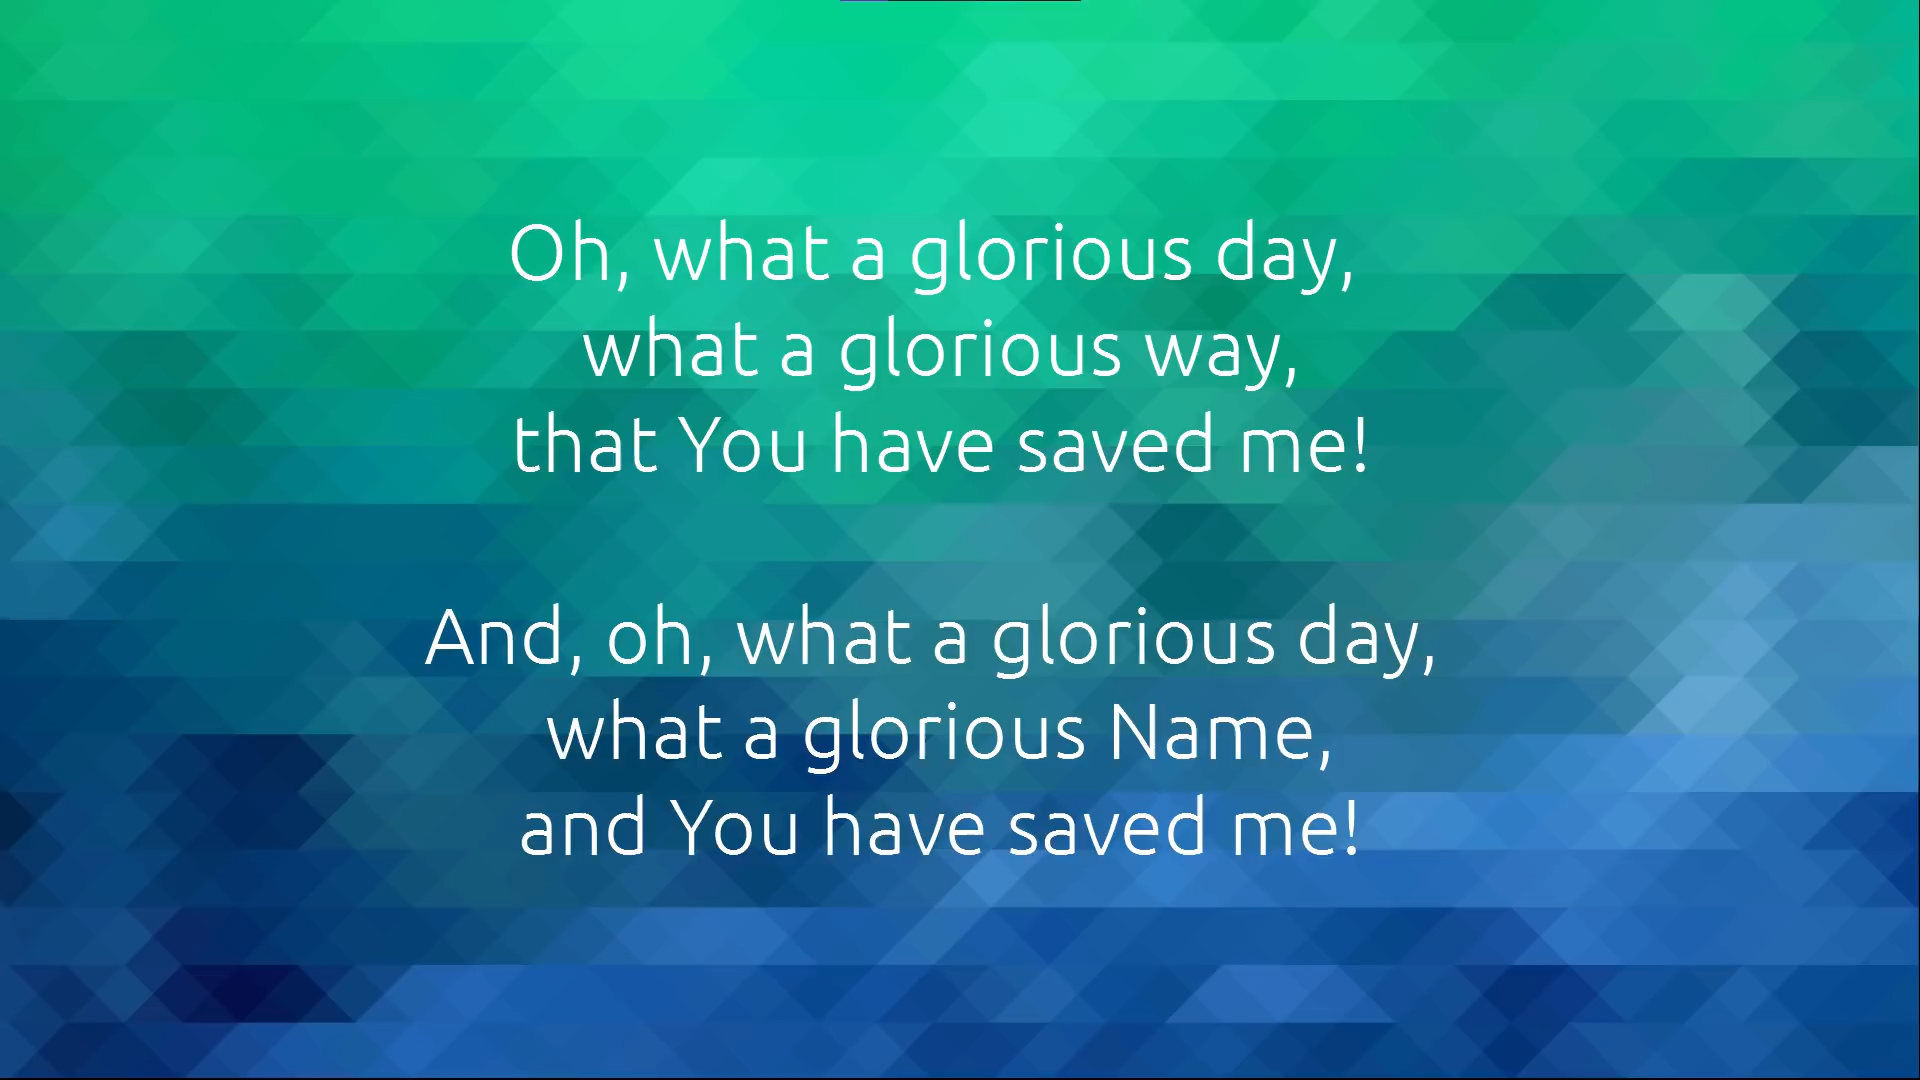 Oh, what a glorious day,
what a glorious way,
that You have saved me!
And, oh, what a glorious day,
what a glorious Name,
and You have saved me!